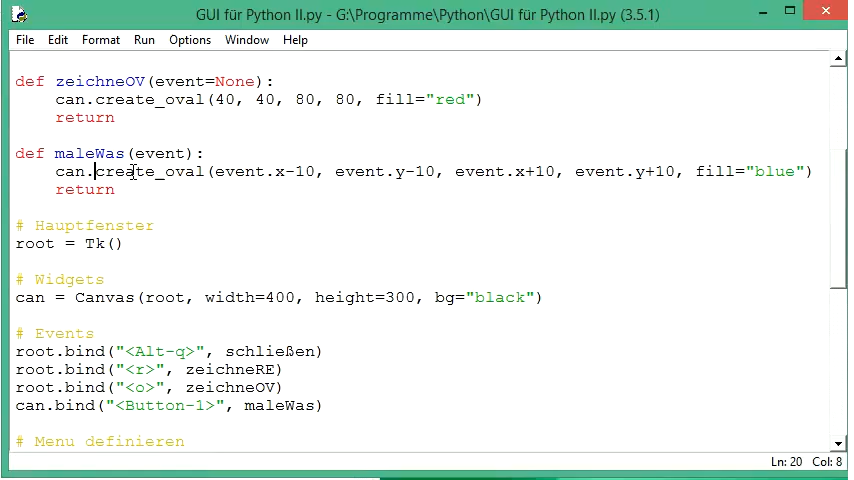 GUI für Python II.py - G:\Programme\Python\GUI für Python II.py (3.5.1)
File Edit Format Run Options Window Help
def zeichneOV(event=None):
    can.create_oval(40, 40, 80, 80, fill="red")
    return
def maleWas(event):
    can.create_oval(event.x-10, event.y-10, event.x+10, event.y+10, fill="blue")
    return
# Hauptfenster
root = Tk()
# Widgets
can = Canvas(root, width=400, height=300, bg="black")
# Events
root.bind("<Alt-q>", schließen)
root.bind("<r>", zeichneRE)
root.bind("<o>", zeichneOV)
can.bind("<Button-1>", maleWas)
# Menu definieren
Ln: 20 Col: 8